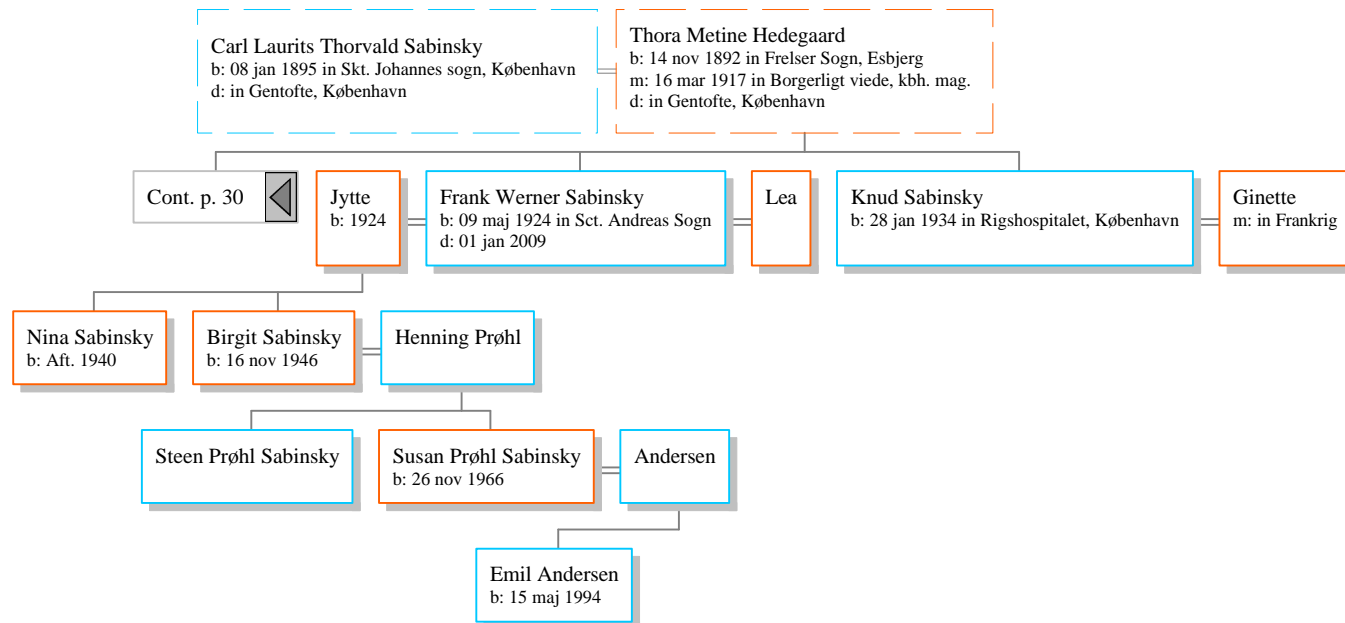 Carl Laurits Thorvald Sabinsky
b: 08 jan 1895 in Skt. Johannes sogn, København
d: in Gentofte, København
Thora Metine Hedegaard
b: 14 nov 1892 in Frelser Sogn, Esbjerg
m: 16 mar 1917 in Borgerligt viede, kbh. mag.
d: in Gentofte, København
Cont. p. 30
Jytte
b: 1924
Frank Werner Sabinsky
b: 09 maj 1924 in Sct. Andreas Sogn
d: 01 jan 2009
Lea
Knud Sabinsky
b: 28 jan 1934 in Rigshospitalet, København
Ginette
m: in Frankrig
Nina Sabinsky
b: Aft. 1940
Birgit Sabinsky
b: 16 nov 1946
Henning Prøhl
Steen Prøhl Sabinsky
Susan Prøhl Sabinsky
b: 26 nov 1966
Andersen
Emil Andersen
b: 15 maj 1994